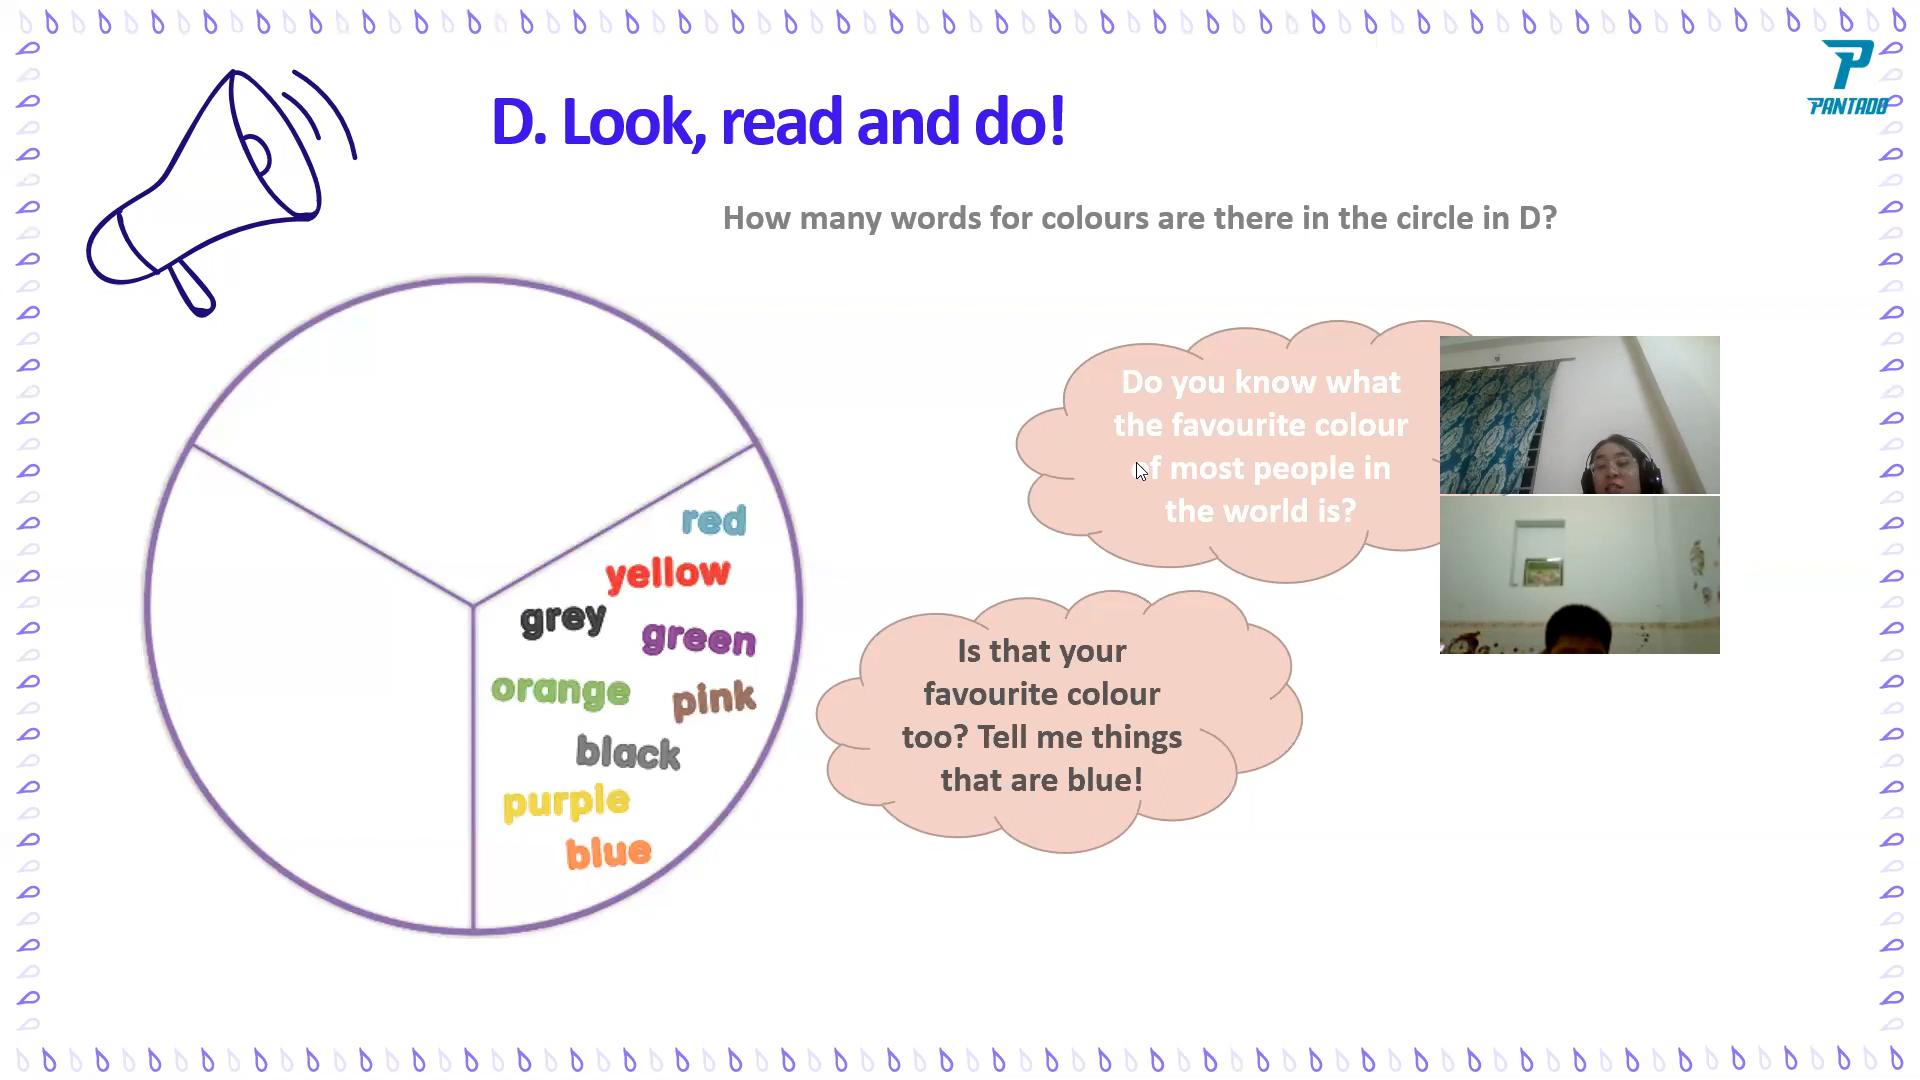 PANTADO
D. Look, read and do!
How many words for colours are there in the circle in D?
Do you know what
the favourite colour
of most people in
the world is?
red
yellow
grey
green
orange
pink
black
purple
blue
Is that your
favourite colour
too? Tell me things
that are blue!